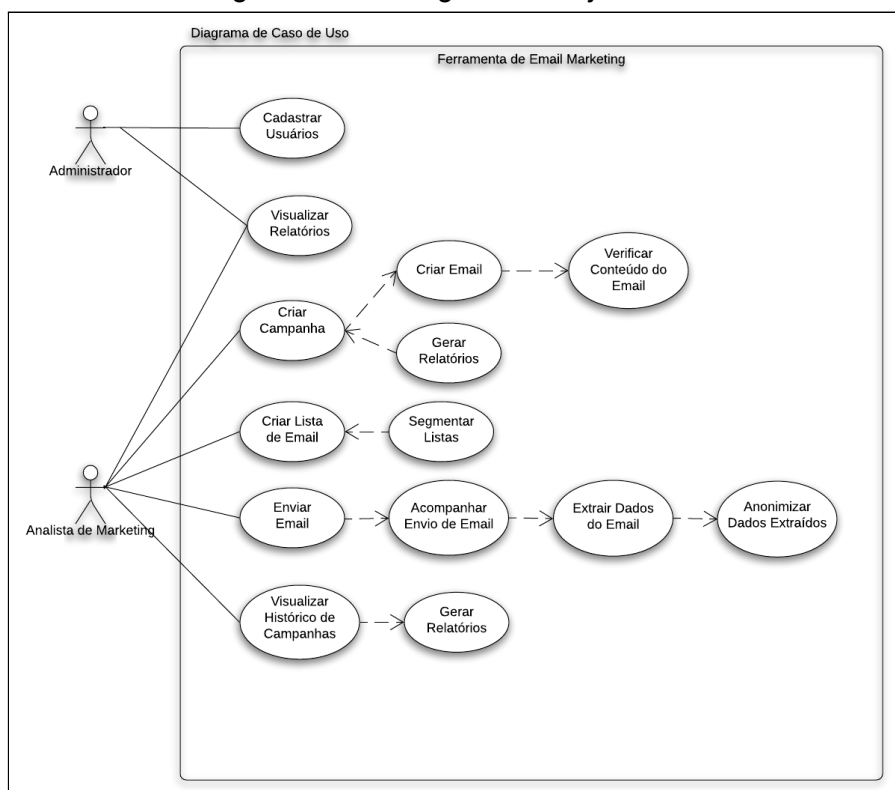 Diagrama de Caso de Uso
Ferramenta de Email Marketing
Cadastrar
Usuários
Administrador
Visualizar
Relatórios
Criar Email
Verificar
Conteúdo do
Email
Criar
Campanha
Gerar
Relatórios
Criar Lista
de Email
Segmentar
Listas
Analista de Marketing
Enviar
Email
Acompanhar
Envio de Email
Extrair Dados
do Email
Anonimizar
Dados Extraídos
Visualizar
Histórico de
Campanhas
Gerar
Relatórios